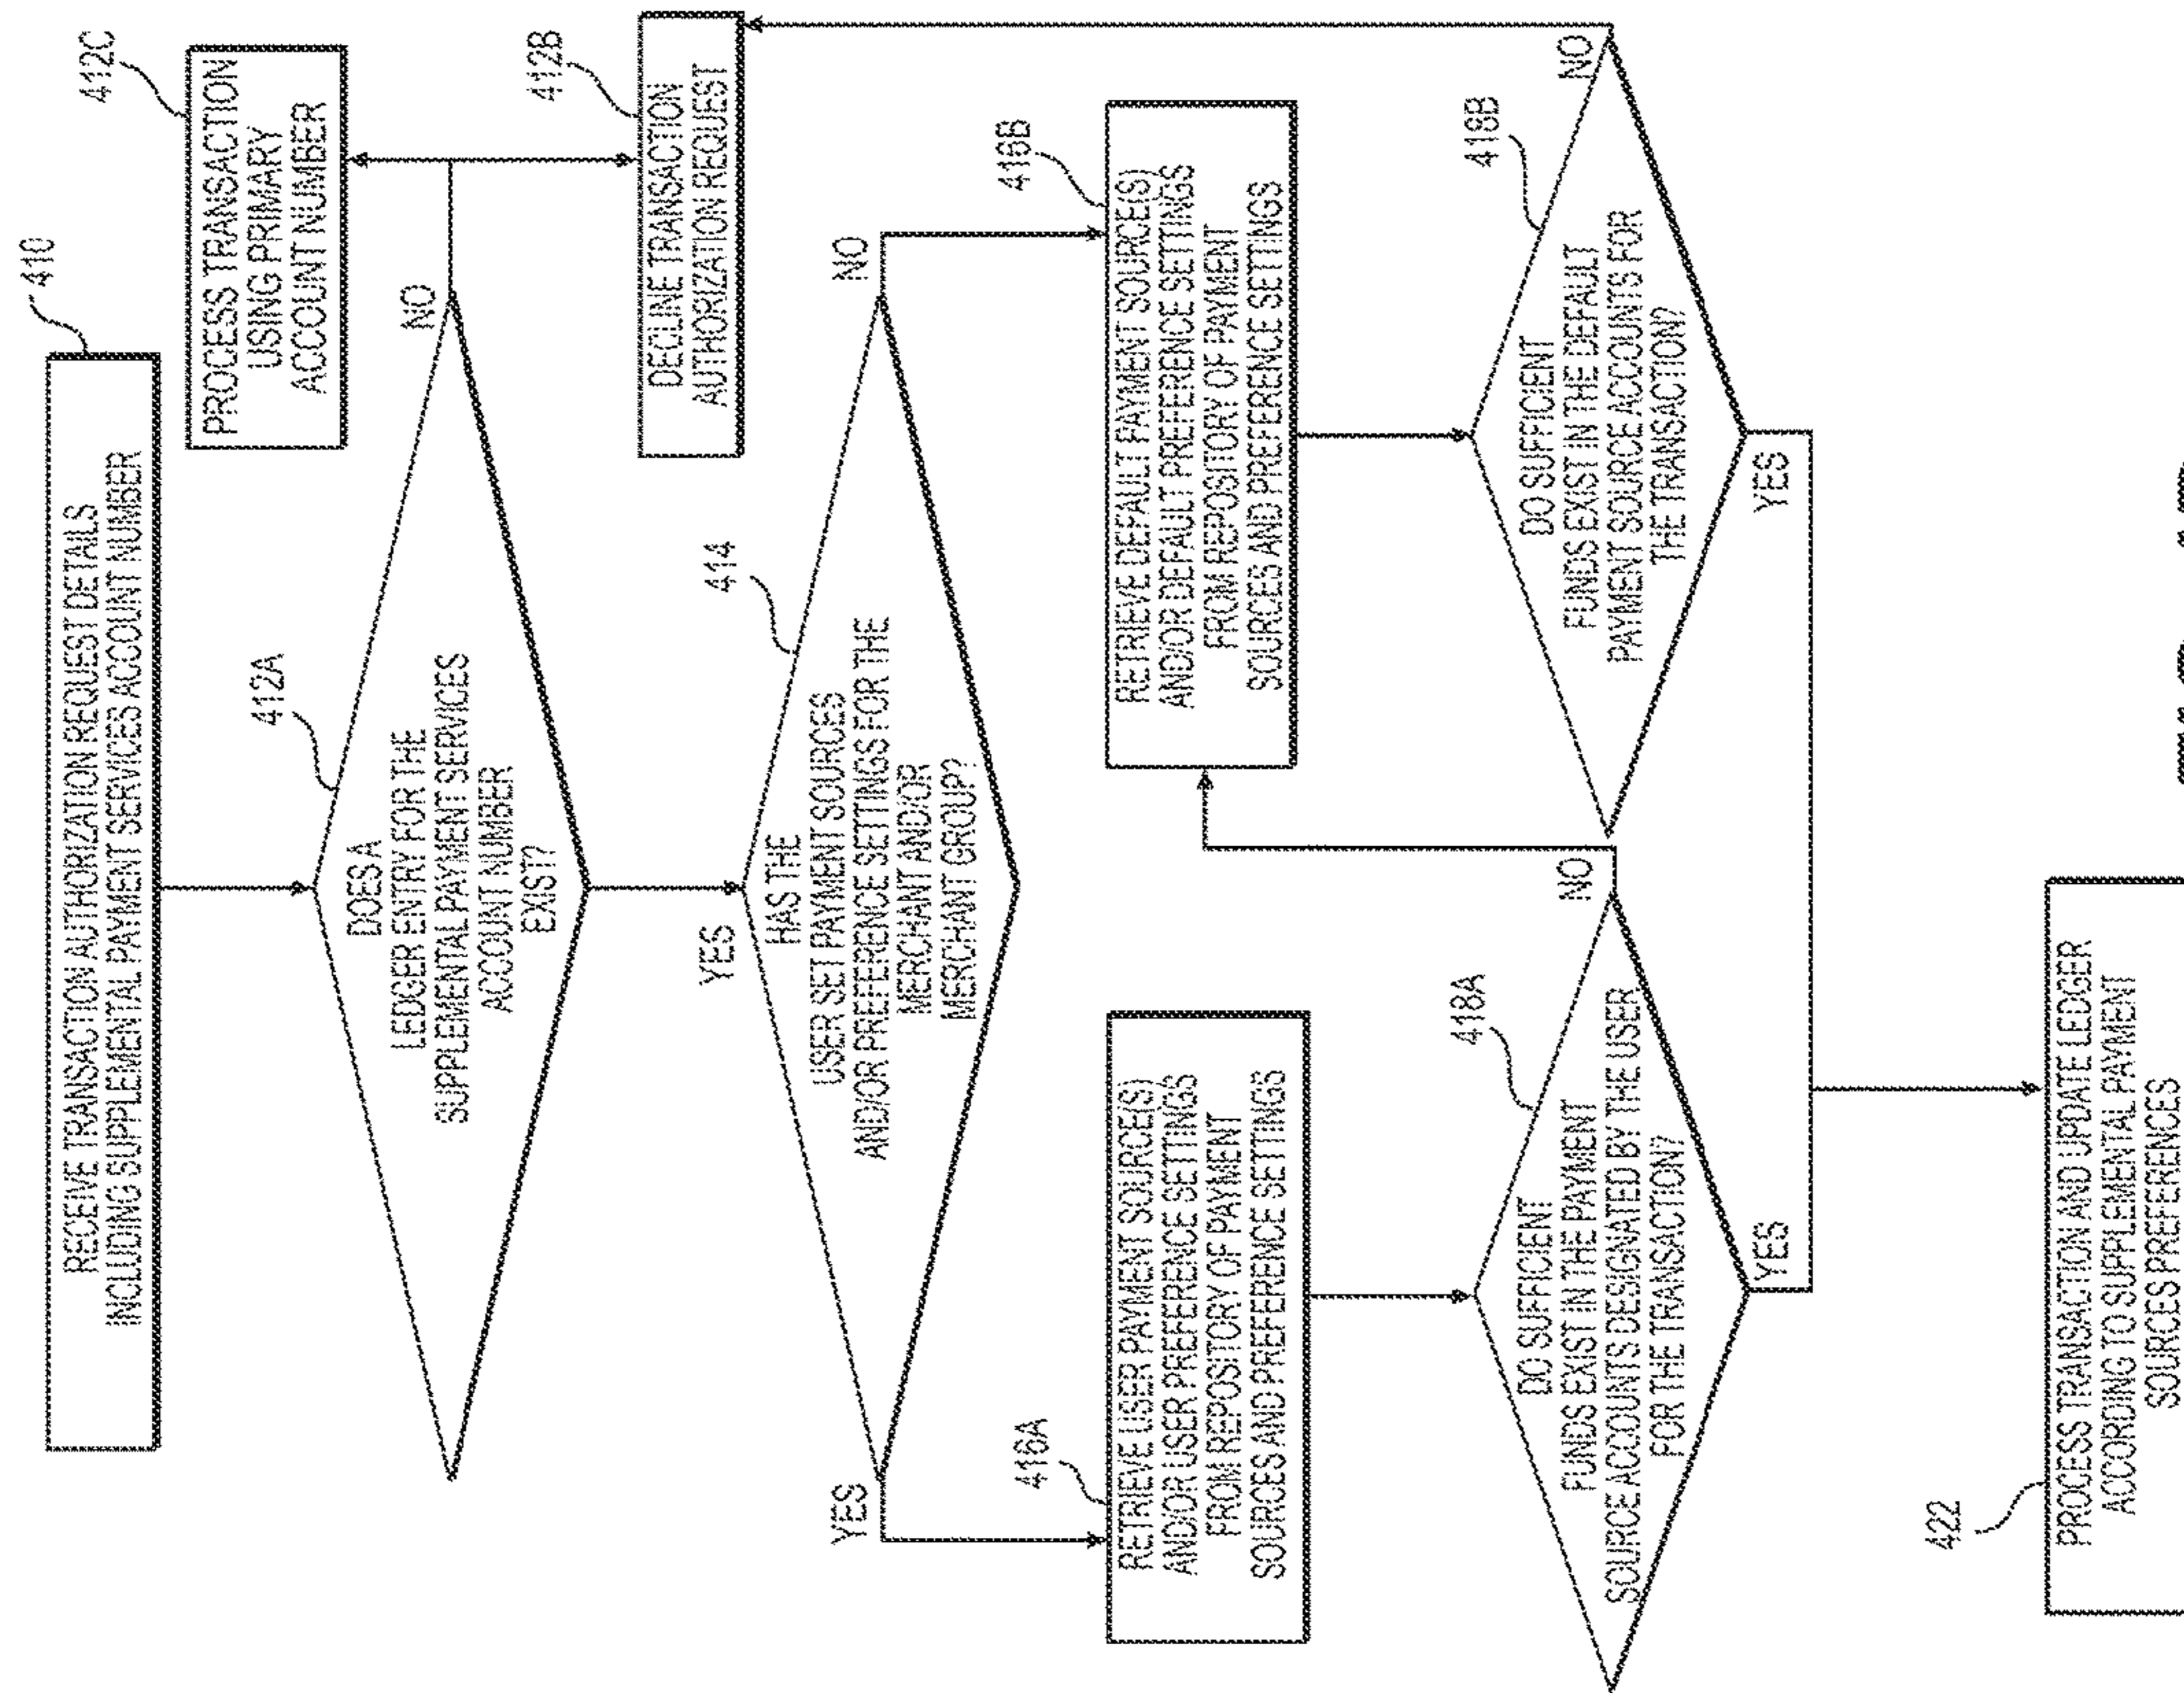 410
RECEIVE TRANSACTION AUTHORIZATION REQUEST DETAILS
INCLUDING SUPPLEMENTAL PAYMENT SERVICES ACCOUNT NUMBER
412A
DOES A
LEDGER ENTRY FOR THE
SUPPLEMENTAL PAYMENT SERVICES
ACCOUNT NUMBER
EXIST?
NO
412C
PROCESS TRANSACTION
USING PRIMARY
ACCOUNT NUMBER
412B
DECLINE TRANSACTION
AUTHORIZATION REQUEST
YES
414
HAS THE
USER SET PAYMENT SOURCES
AND/OR PREFERENCE SETTINGS FOR THE
MERCHANT AND/OR
MERCHANT GROUP?
YES
NO
416A
RETRIEVE USER PAYMENT SOURCE(S)
AND/OR USER PREFERENCE SETTINGS
FROM REPOSITORY OF PAYMENT
SOURCES AND PREFERENCE SETTINGS
416B
RETRIEVE DEFAULT PAYMENT SOURCE(S)
AND/OR DEFAULT PREFERENCE SETTINGS
FROM REPOSITORY OF PAYMENT
SOURCES AND PREFERENCE SETTINGS
418A
DO SUFFICIENT
FUNDS EXIST IN THE PAYMENT
SOURCE ACCOUNTS DESIGNATED BY THE USER
FOR THE TRANSACTION?
NO
YES
418B
DO SUFFICIENT
FUNDS EXIST IN THE DEFAULT
PAYMENT SOURCE ACCOUNTS FOR
THE TRANSACTION?
NO
YES
422
PROCESS TRANSACTION AND UPDATE LEDGER
ACCORDING TO SUPPLEMENTAL PAYMENT
SOURCES PREFERENCES